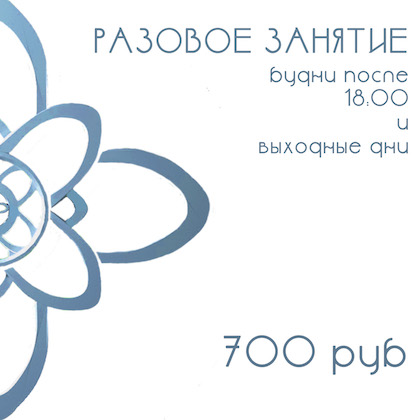 РАЗОВОЕ ЗАНЯТИЕ
будни после
18:00
и
выходные дни
700 руб